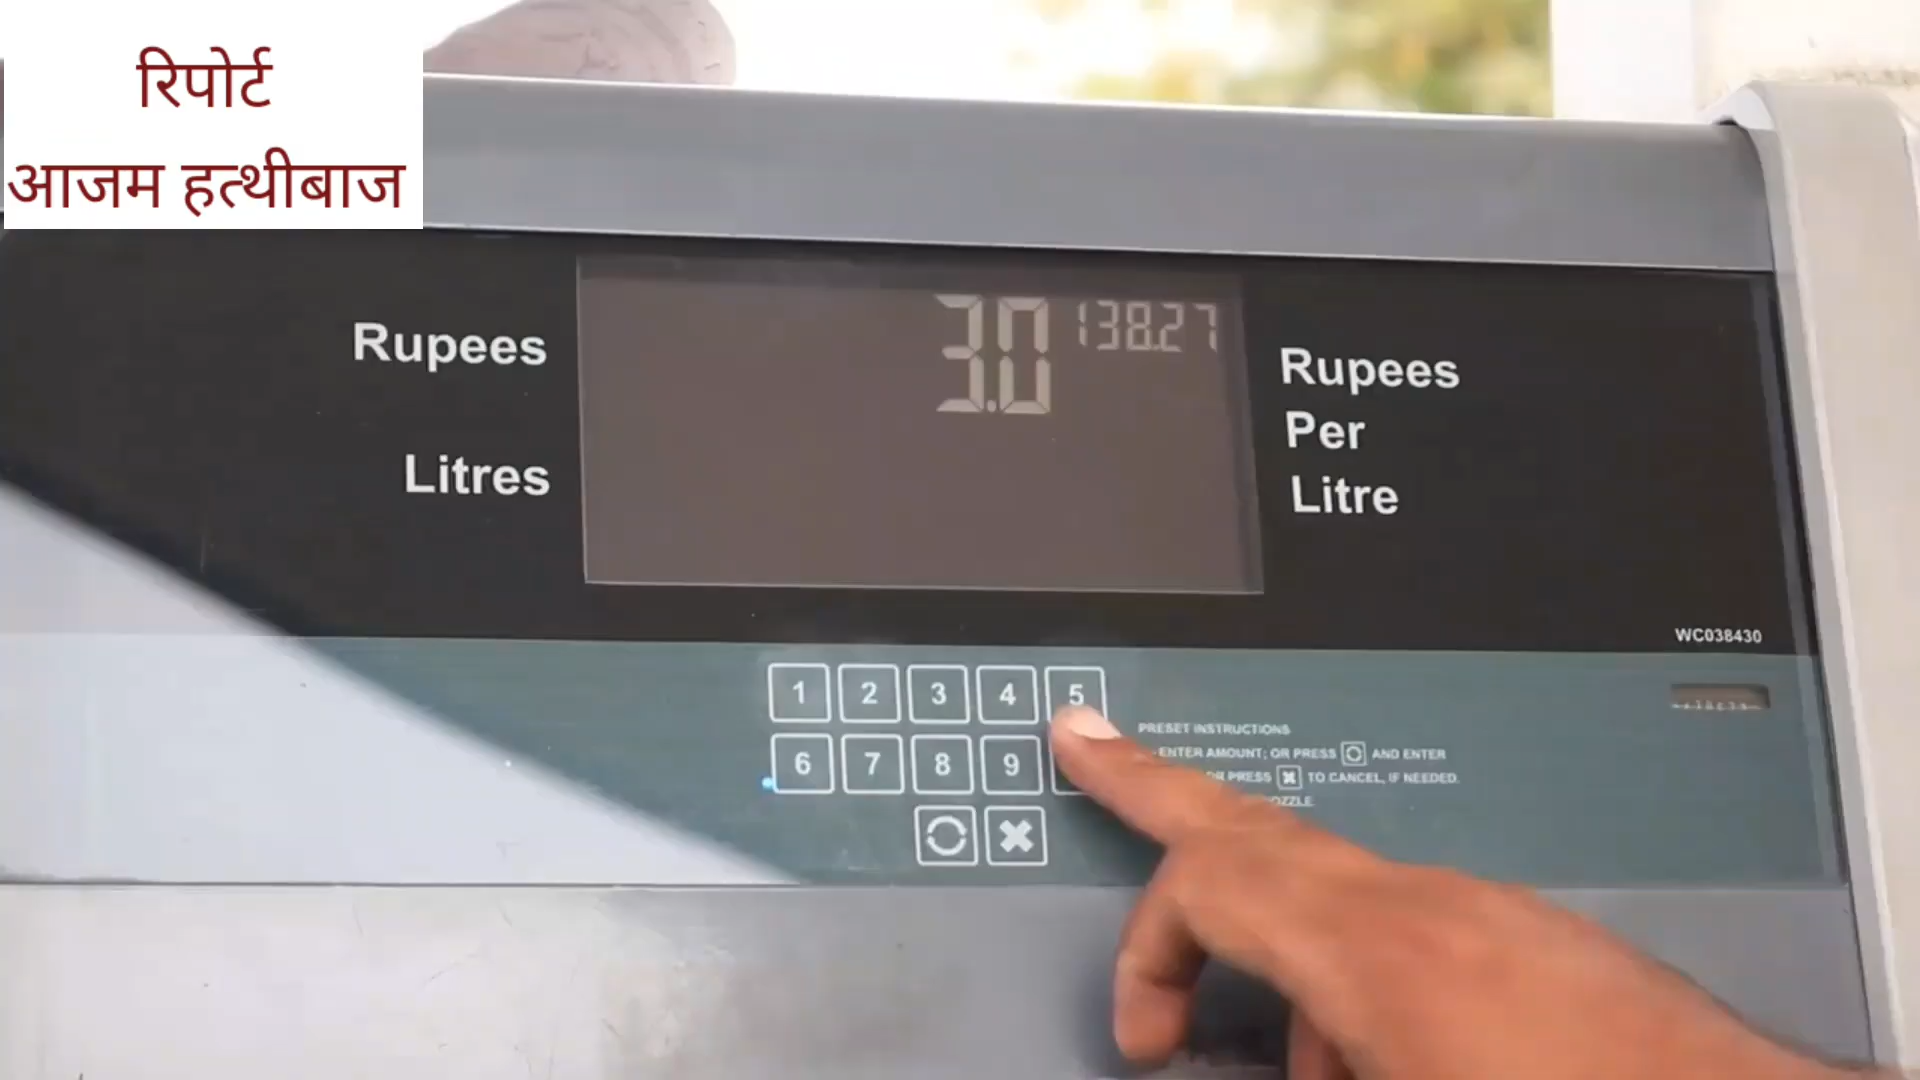 रिपोर्ट
आजम हत्थीबाज
3.0 138.27
Rupees
Litres
Rupees
Per
Litre
WC038430
1 2 3 4 5
6 7 8 9
PRESET INSTRUCTIONS
ENTER AMOUNT; OR PRESS AND ENTER
OR PRESS TO CANCEL, IF NEEDED.